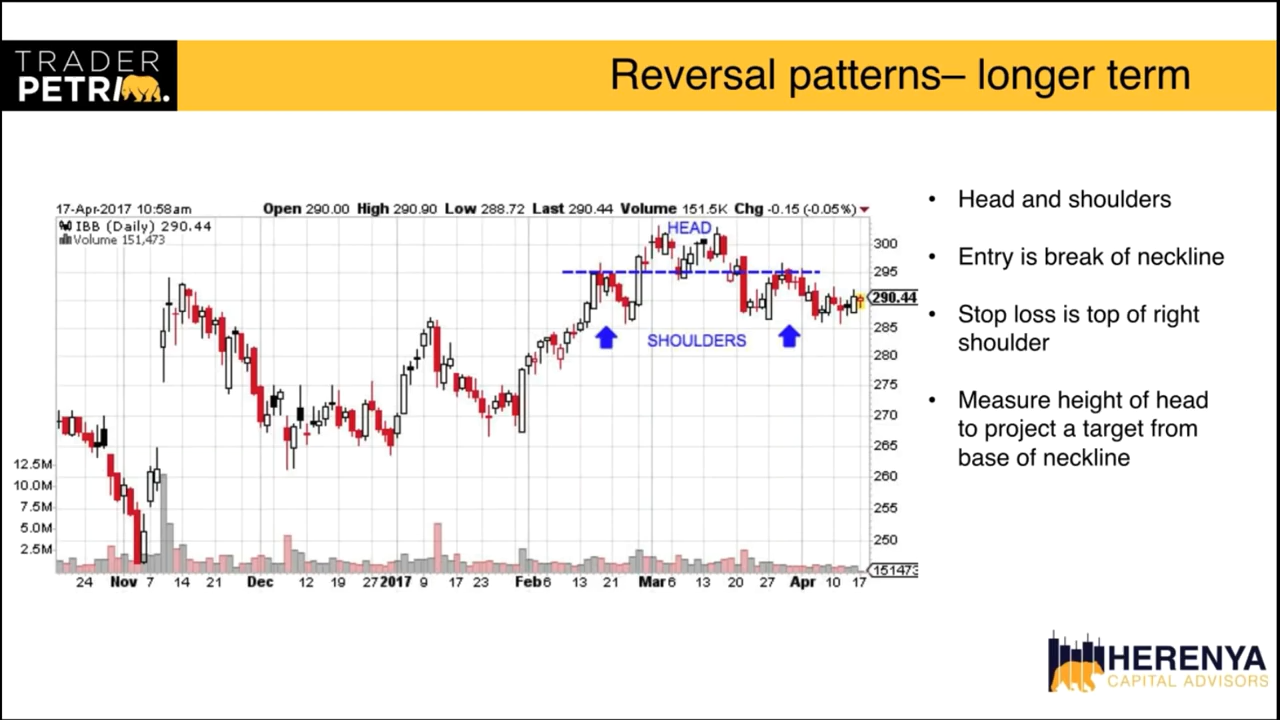 TRADER
PETRI.
Reversal patterns– longer term
17-Apr-2017 10:58am Open 290.00 High 290.90 Low 288.72 Last 290.44 Volume 151.5K Chg -0.15 (-0.05%)
IBB (Daily) 290.44
Volume 151,473
HEAD
SHOULDERS
300
295
290.44
285
280
275
270
265
260
255
250
151473
12.5M
10.0M
7.5M
5.0M
2.5M
24 Nov 7 14 21 Dec 12 19 27 2017 9 17 23 Feb 6 13 21 Mar 6 13 20 27 Apr 10 17
• Head and shoulders
• Entry is break of neckline
• Stop loss is top of right
shoulder
• Measure height of head
to project a target from
base of neckline
HERENYA
CAPITAL ADVISORS